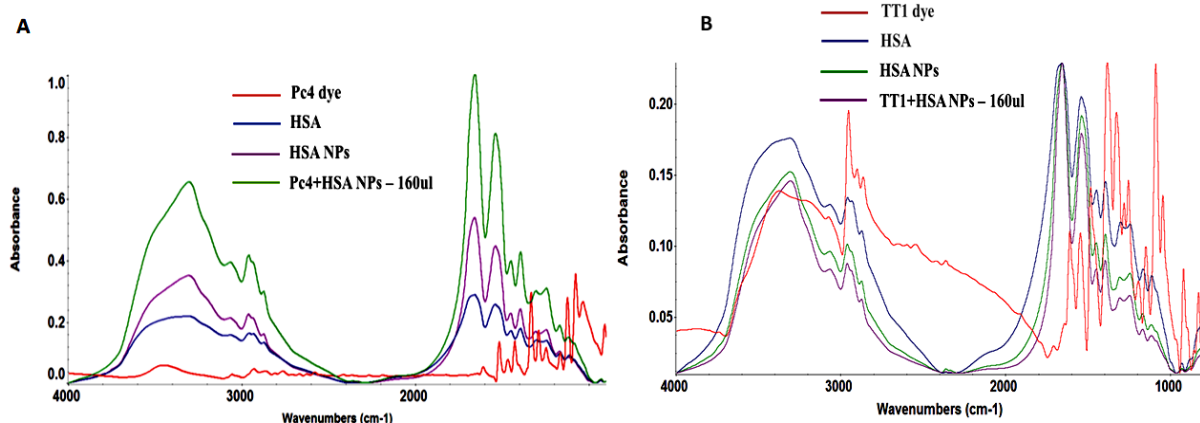 A
Pc4 dye
HSA
HSA NPs
Pc4+HSA NPs – 160ul
Absorbance
1.0
0.8
0.6
0.4
0.2
0.0
4000
3000
2000
Wavenumbers (cm-1)
B
TT1 dye
HSA
HSA NPs
TT1+HSA NPs – 160ul
Absorbance
0.20
0.15
0.10
0.05
4000
3000
2000
1000
Wavenumbers (cm-1)